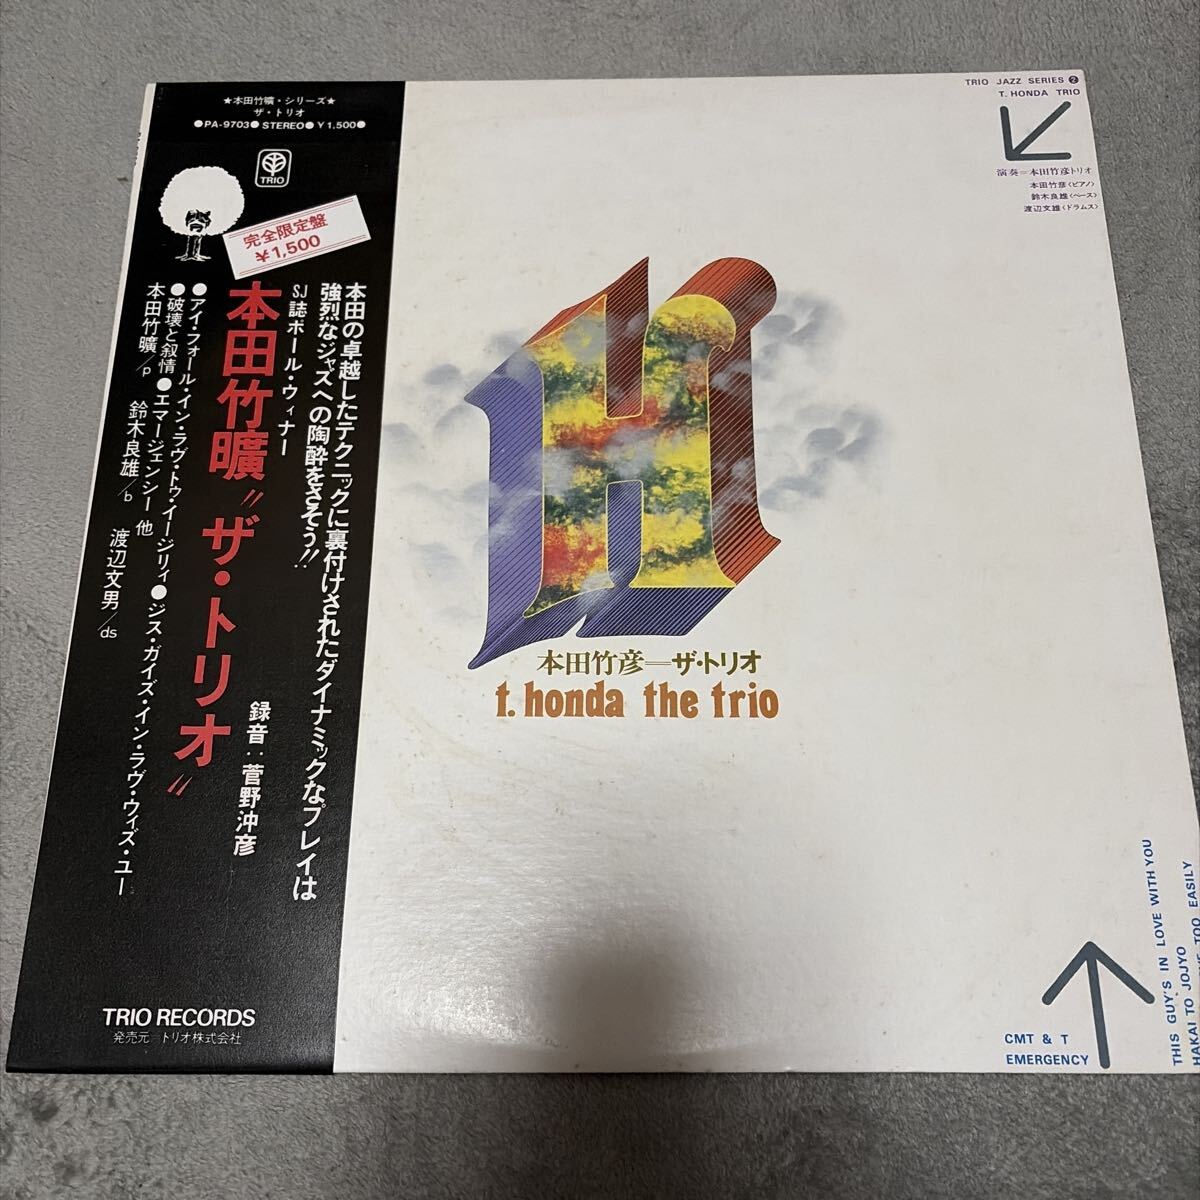 ★本田竹曠・シリーズ★
ザ・トリオ
●PA-9703●STEREO●¥1,500●
TRIO
完全限定盤
¥1,500
本田の卓越したテクニックに裏付けされたダイナミックなプレイは
強烈なジャズへの陶酔をさそう!!
SJ誌ポール・ウィナー
本田竹曠〝ザ・トリオ〟
録音:菅野沖彦
●アイ・フォール・イン・ラヴ・トゥ・イージリィ●ジス・ガイズ・イン・ラヴ・ウィズ・ユー
●破壊と叙情●エマージェンシー 他
本田竹曠/p 鈴木良雄/b 渡辺文男/ds
TRIO RECORDS
発売元 トリオ株式会社
TRIO JAZZ SERIES ❷
T. HONDA TRIO
演奏=本田竹彦トリオ
本田竹彦〈ピアノ〉
鈴木良雄〈ベース〉
渡辺文雄〈ドラムス〉
本田竹彦=ザ・トリオ
t. honda the trio
THIS GUY'S IN LOVE WITH YOU
HAKAI TO JOJYO
TOO EASILY
CMT & T
EMERGENCY